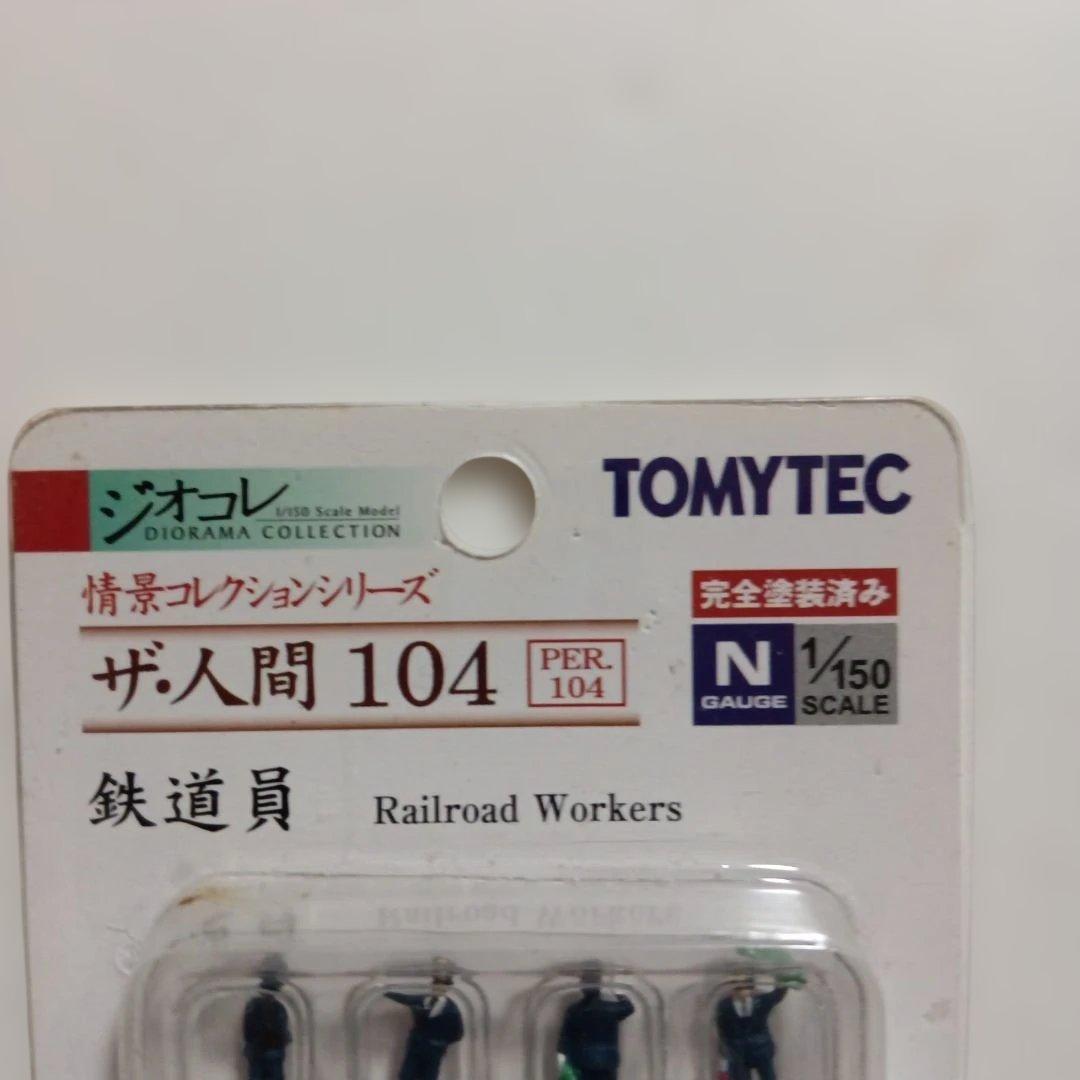 ジオコレ
1/150 Scale Model
DIORAMA COLLECTION
TOMYTEC
情景コレクションシリーズ
完全塗装済み
ザ・人間 104
PER.
104
N
GAUGE
1/150
SCALE
鉄道員
Railroad Workers